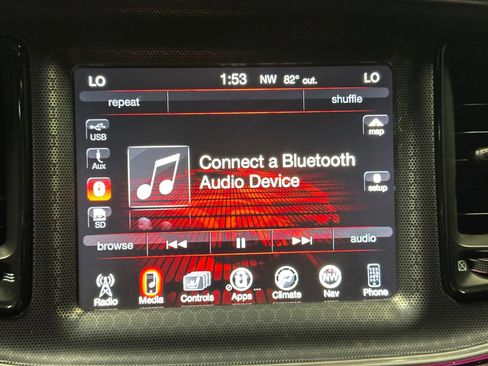 LO 1:53 NW 82° out. LO
repeat shuffle
USB
map
Aux
Connect a Bluetooth
Audio Device
setup
SD
browse audio
Radio Media Controls Apps Climate Nav Phone
NW